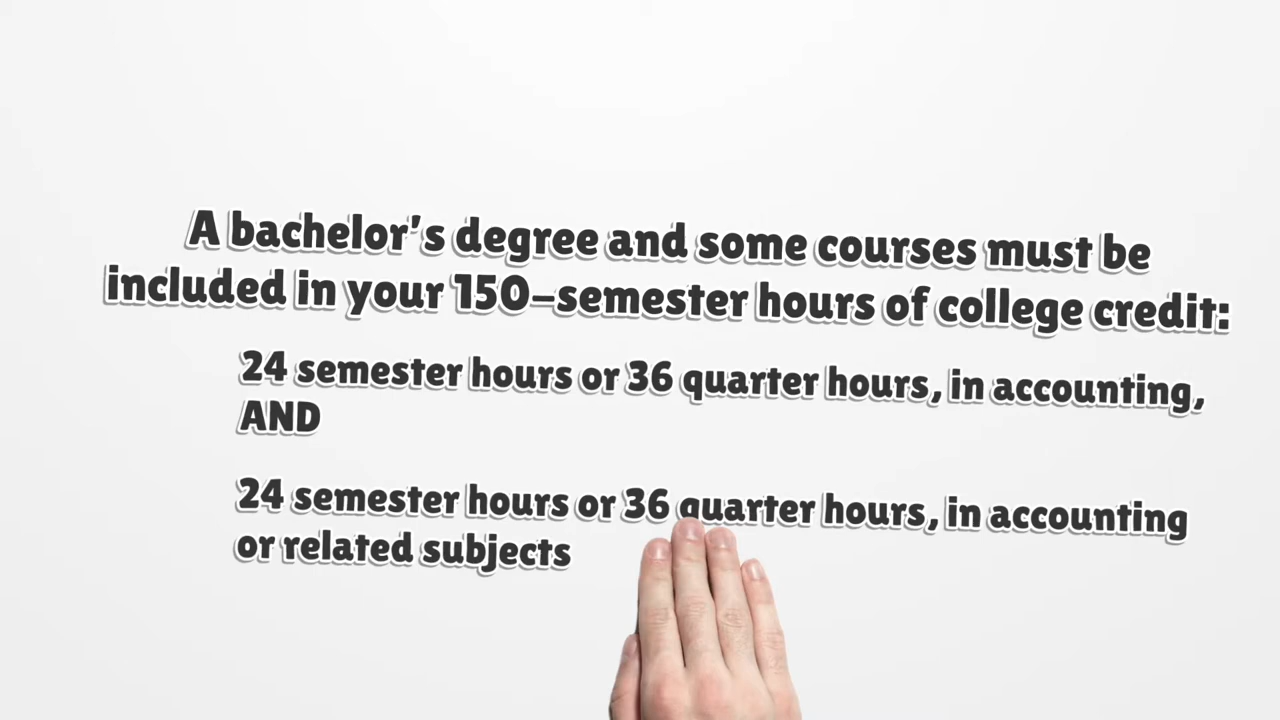 A bachelor's degree and some courses must be
included in your 150-semester hours of college credit:
24 semester hours or 36 quarter hours, in accounting,
AND
24 semester hours or 36 quarter hours, in accounting
or related subjects